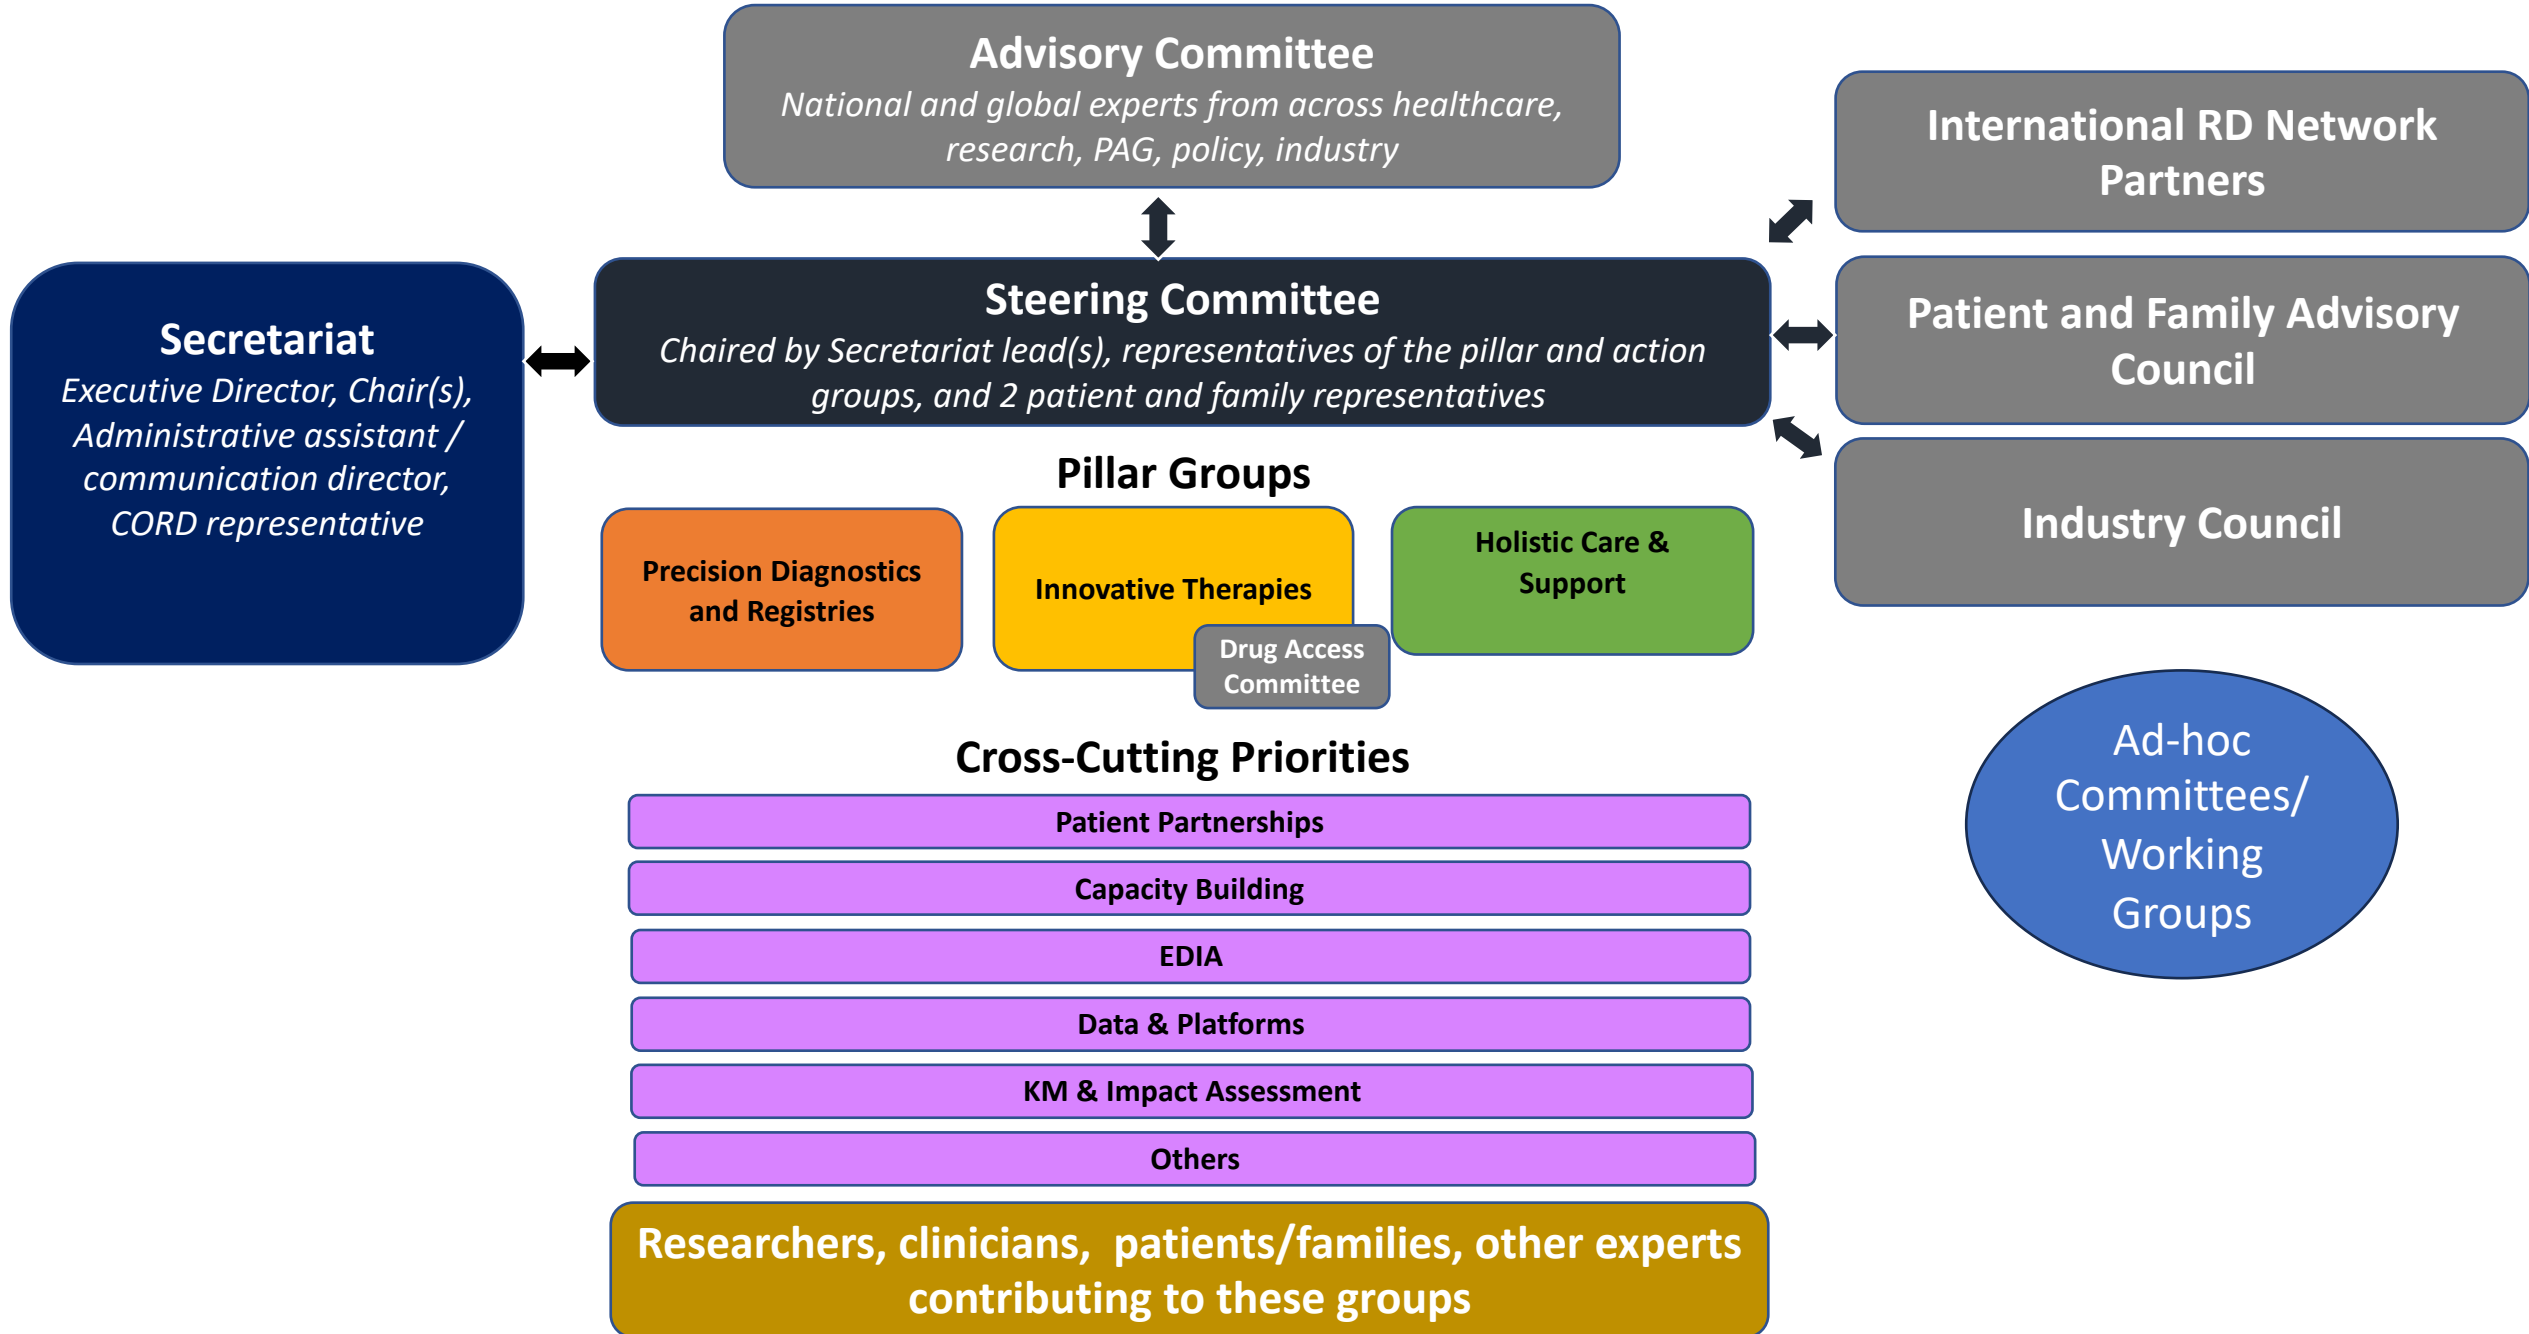 Advisory Committee
National and global experts from across healthcare,
research, PAG, policy, industry
International RD Network
Partners
Secretariat
Executive Director, Chair(s),
Administrative assistant /
communication director,
CORD representative
Steering Committee
Chaired by Secretariat lead(s), representatives of the pillar and action
groups, and 2 patient and family representatives
Patient and Family Advisory
Council
Industry Council
Pillar Groups
Precision Diagnostics
and Registries
Innovative Therapies
Drug Access
Committee
Holistic Care &
Support
Cross-Cutting Priorities
Patient Partnerships
Capacity Building
EDIA
Data & Platforms
KM & Impact Assessment
Others
Ad-hoc
Committees/
Working
Groups
Researchers, clinicians,  patients/families, other experts
contributing to these groups